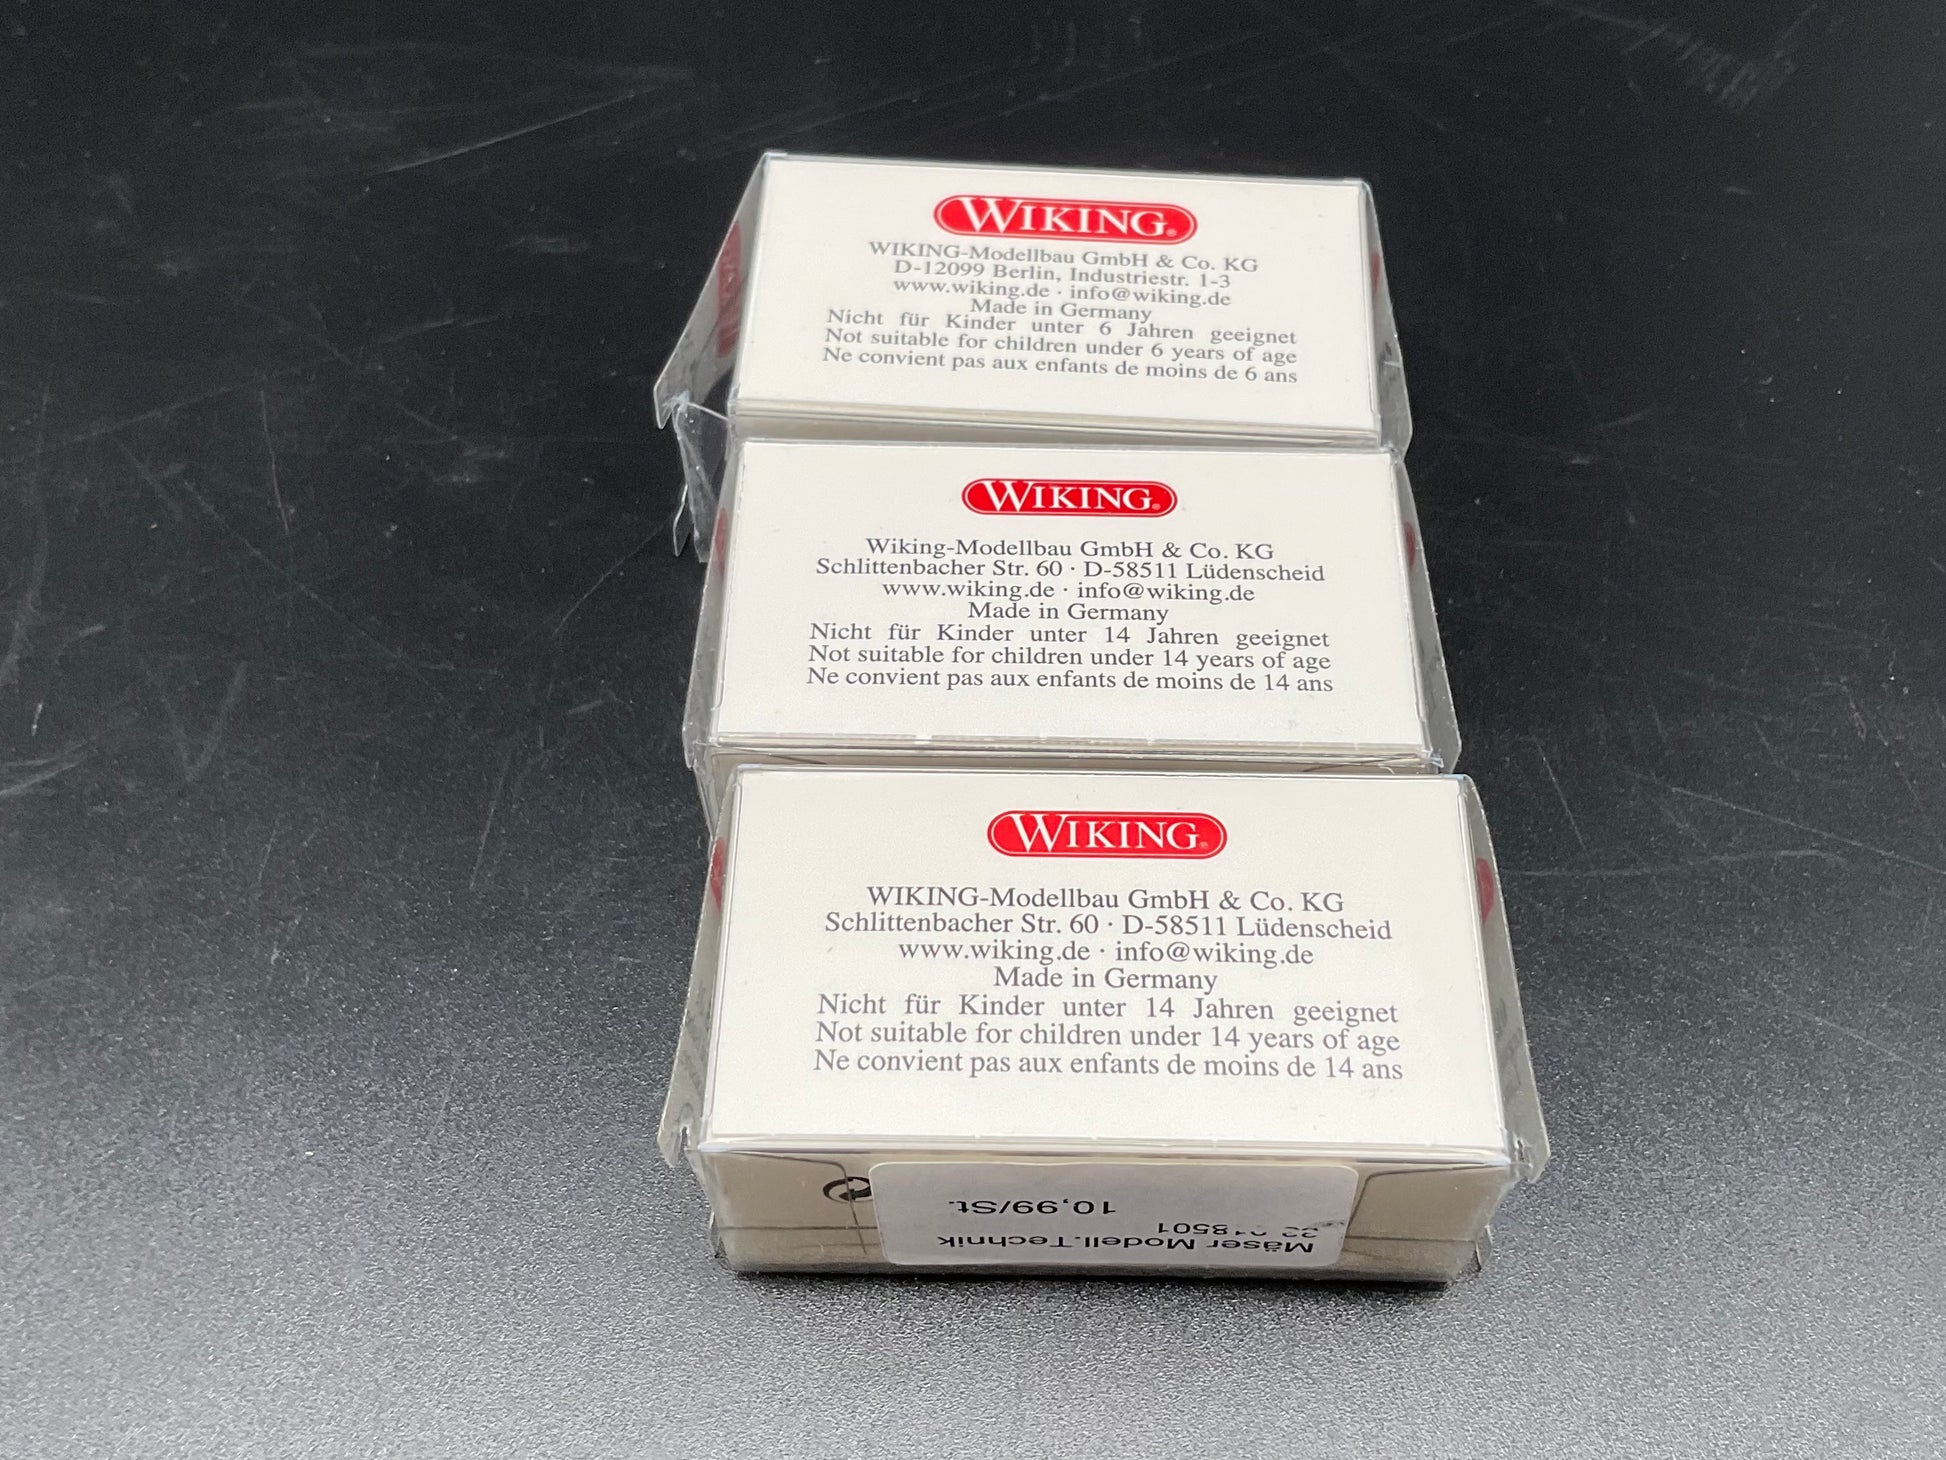 WIKING®
WIKING-Modellbau GmbH & Co. KG
D-12099 Berlin, Industriestr. 1-3
www.wiking.de · info@wiking.de
Made in Germany
Nicht für Kinder unter 6 Jahren geeignet
Not suitable for children under 6 years of age
Ne convient pas aux enfants de moins de 6 ans
WIKING®
Wiking-Modellbau GmbH & Co. KG
Schlittenbacher Str. 60 · D-58511 Lüdenscheid
www.wiking.de · info@wiking.de
Made in Germany
Nicht für Kinder unter 14 Jahren geeignet
Not suitable for children under 14 years of age
Ne convient pas aux enfants de moins de 14 ans
WIKING®
WIKING-Modellbau GmbH & Co. KG
Schlittenbacher Str. 60 · D-58511 Lüdenscheid
www.wiking.de · info@wiking.de
Made in Germany
Nicht für Kinder unter 14 Jahren geeignet
Not suitable for children under 14 years of age
Ne convient pas aux enfants de moins de 14 ans
Mäser Modell.Technik
10,99/St.